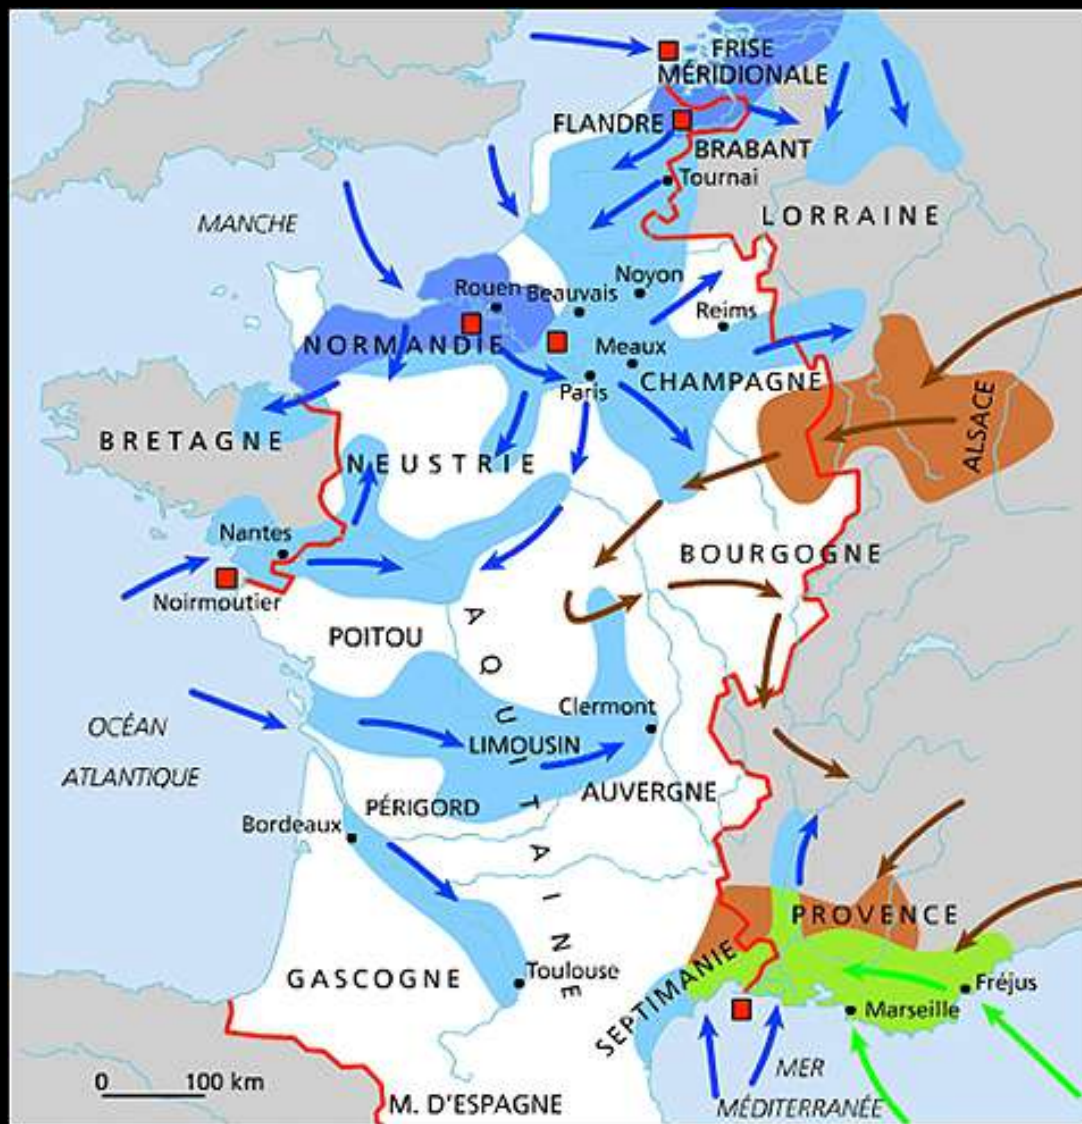 FRISE
MÉRIDIONALE
FLANDRE
BRABANT
Tournai
LORRAINE
MANCHE
Noyon
Rouen
Beauvais
Reims
NORMANDIE
Meaux
Paris
CHAMPAGNE
ALSACE
BRETAGNE
NEUSTRIE
Nantes
BOURGOGNE
Noirmoutier
POITOU
AQUITAINE
Clermont
OCÉAN
ATLANTIQUE
LIMOUSIN
AUVERGNE
PÉRIGORD
Bordeaux
PROVENCE
GASCOGNE
Toulouse
SEPTIMANIE
Fréjus
Marseille
0 100 km
MER
MÉDITERRANÉE
M. D'ESPAGNE